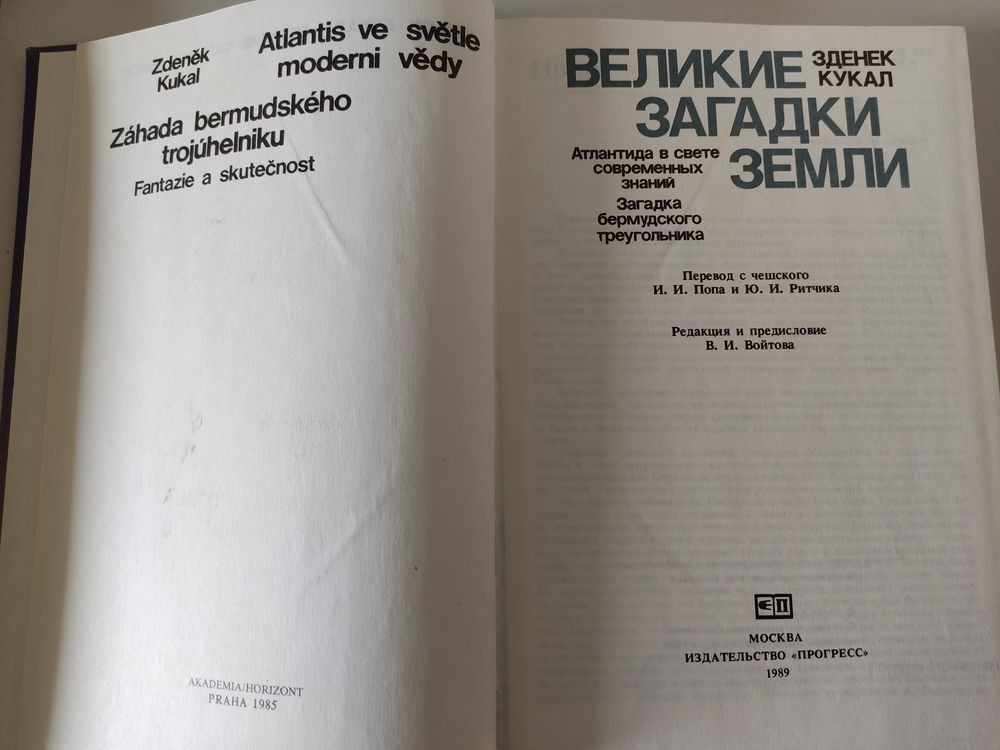 Zdeněk
Kukal
Atlantis ve světle
moderni vědy
Záhada bermudského
trojúhelniku
Fantazie a skutečnost
AKADEMIA/HORIZONT
PRAHA 1985
ВЕЛИКИЕ
ЗДЕНЕК
КУКАЛ
ЗАГАДКИ
ЗЕМЛИ
Атлантида в свете
современных
знаний
Загадка
бермудского
треугольника
Перевод с чешского
И. И. Попа и Ю. И. Ритчика
Редакция и предисловие
В. И. Войтова
МОСКВА
ИЗДАТЕЛЬСТВО «ПРОГРЕСС»
1989